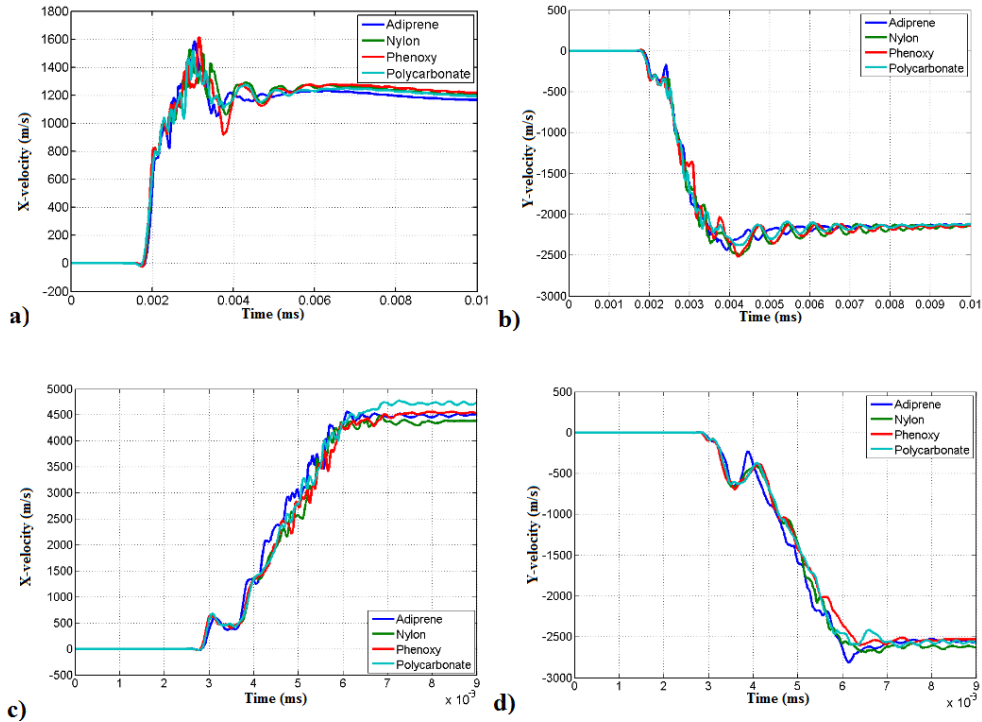 1800
1600
1400
1200
1000
800
600
400
200
0
-200
X-velocity (m/s)
Adiprene
Nylon
Phenoxy
Polycarbonate
0 0.002 0.004 0.006 0.008 0.01
Time (ms)
a)
500
0
-500
-1000
-1500
-2000
-2500
-3000
Y-velocity (m/s)
Adiprene
Nylon
Phenoxy
Polycarbonate
0 0.001 0.002 0.003 0.004 0.005 0.006 0.007 0.008 0.009 0.01
Time (ms)
b)
5000
4500
4000
3500
3000
2500
2000
1500
1000
500
0
-500
X-velocity (m/s)
Adiprene
Nylon
Phenoxy
Polycarbonate
0 1 2 3 4 5 6 7 8 9
Time (ms)
x 10⁻³
c)
500
0
-500
-1000
-1500
-2000
-2500
-3000
Y-velocity (m/s)
Adiprene
Nylon
Phenoxy
Polycarbonate
0 1 2 3 4 5 6 7 8 9
Time (ms)
x 10⁻³
d)